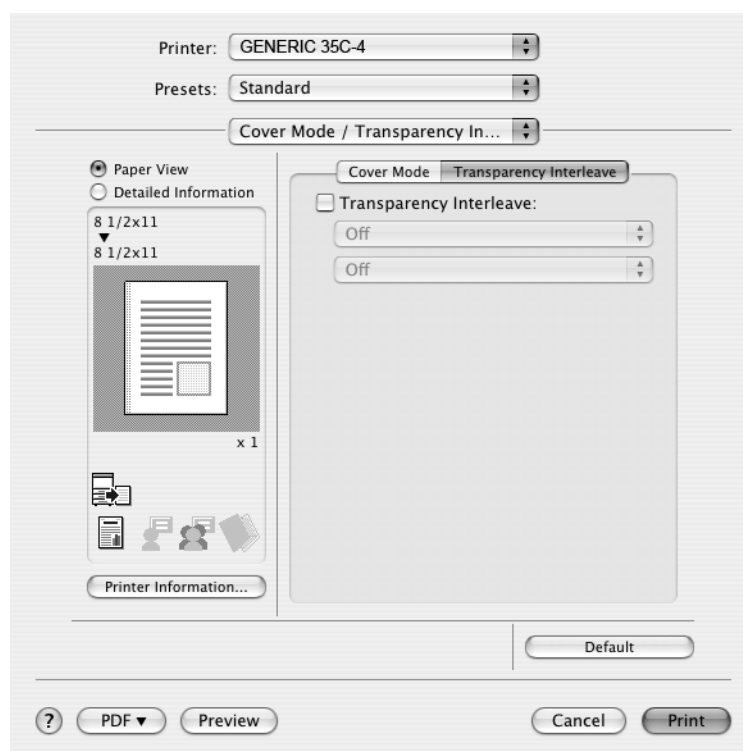 Printer: GENERIC 35C-4
Presets: Standard
Cover Mode / Transparency In...
Paper View
Detailed Information
8 1/2x11
8 1/2x11
x 1
Printer Information...
Cover Mode Transparency Interleave
Transparency Interleave:
Off
Off
Default
? PDF▼ Preview Cancel Print